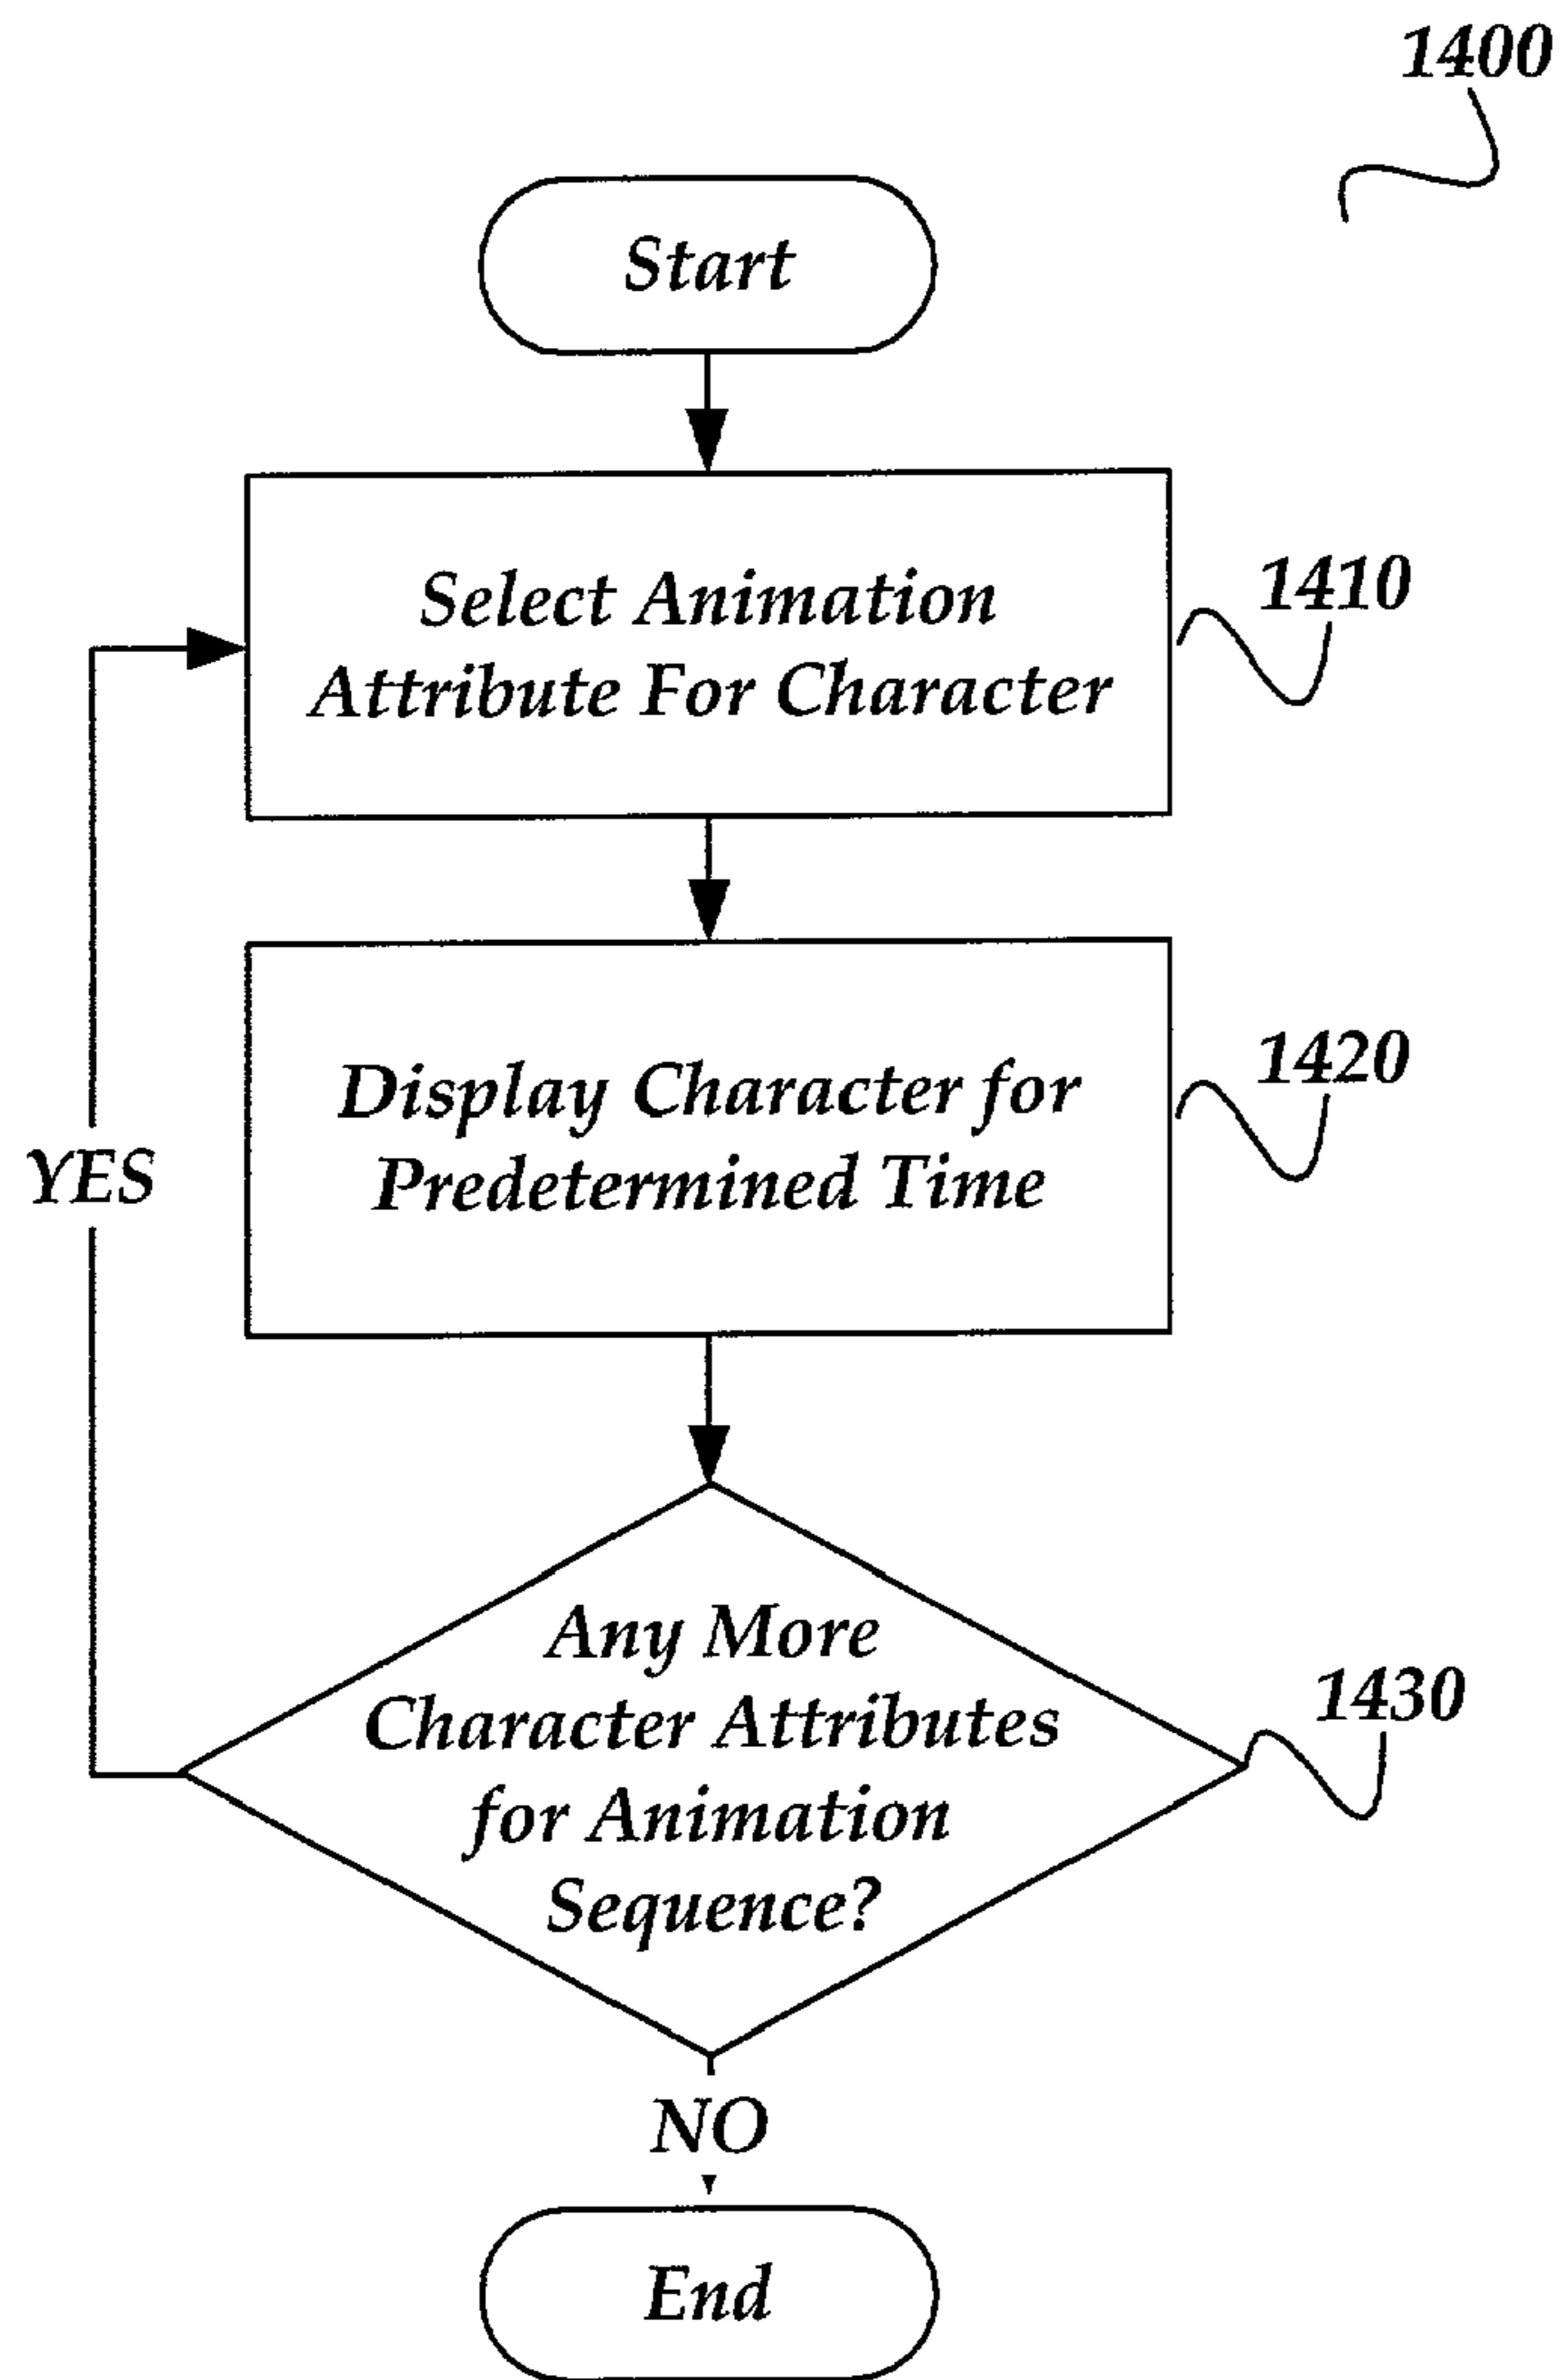 1400
Start
Select Animation
Attribute For Character
1410
Display Character for
Predetermined Time
1420
YES
Any More
Character Attributes
for Animation
Sequence?
1430
NO
End